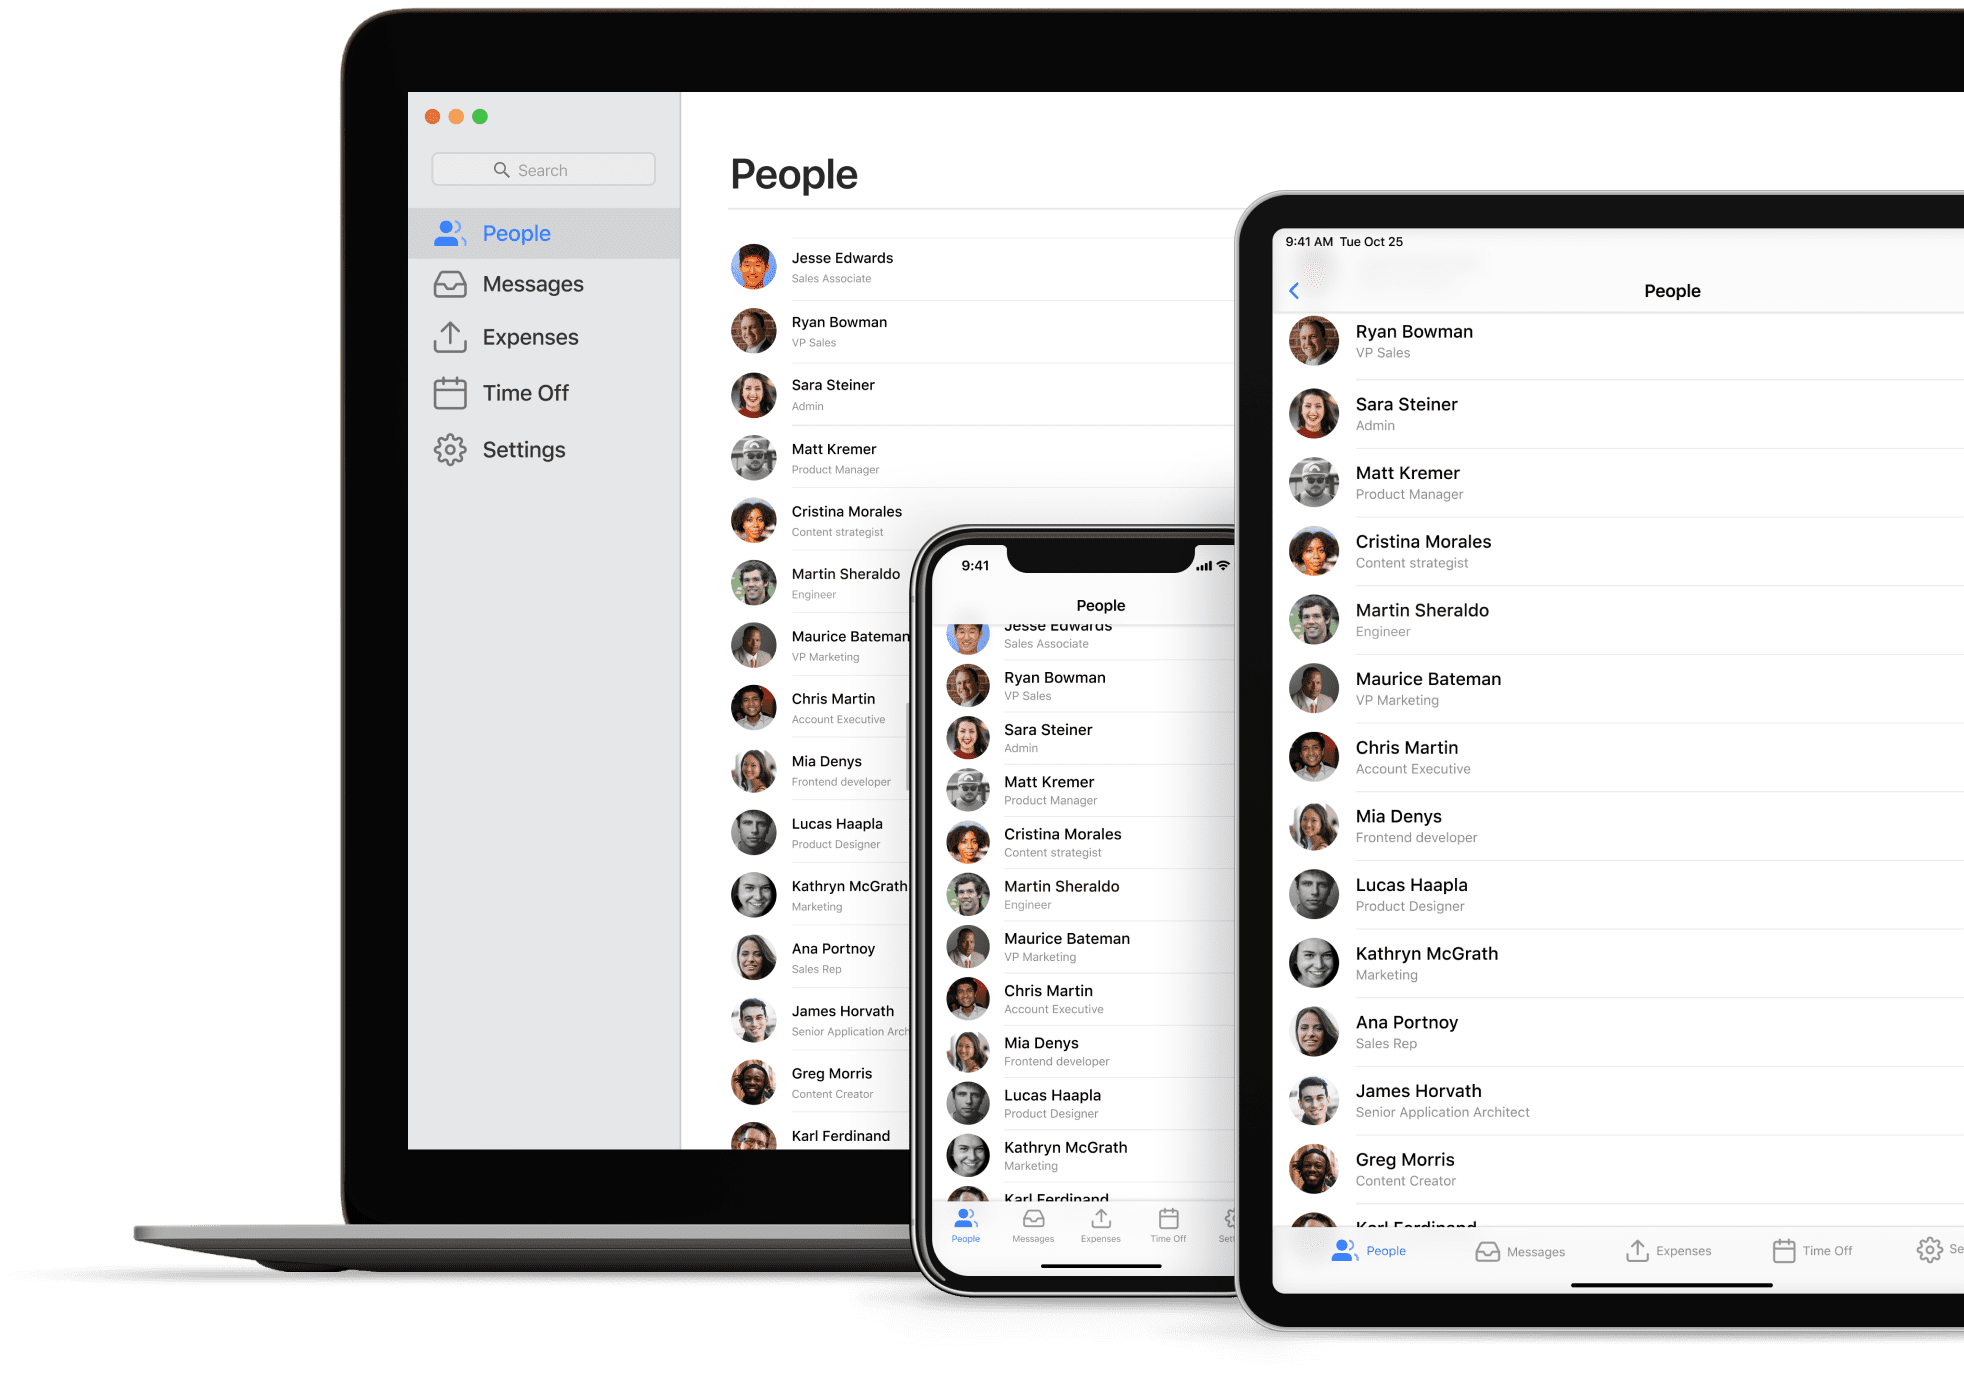 Search
People
Messages
Expenses
Time Off
Settings
People
Jesse Edwards
Sales Associate
Ryan Bowman
VP Sales
Sara Steiner
Admin
Matt Kremer
Product Manager
Cristina Morales
Content strategist
Martin Sheraldo
Engineer
Maurice Bateman
VP Marketing
Chris Martin
Account Executive
Mia Denys
Frontend developer
Lucas Haapla
Product Designer
Kathryn McGrath
Marketing
Ana Portnoy
Sales Rep
James Horvath
Senior Application Arch
Greg Morris
Content Creator
Karl Ferdinand
9:41
People
Jesse Edwards
Sales Associate
Ryan Bowman
VP Sales
Sara Steiner
Admin
Matt Kremer
Product Manager
Cristina Morales
Content strategist
Martin Sheraldo
Engineer
Maurice Bateman
VP Marketing
Chris Martin
Account Executive
Mia Denys
Frontend developer
Lucas Haapla
Product Designer
Kathryn McGrath
Marketing
Karl Ferdinand
People Messages Expenses Time Off Set
9:41 AM Tue Oct 25
People
Ryan Bowman
VP Sales
Sara Steiner
Admin
Matt Kremer
Product Manager
Cristina Morales
Content strategist
Martin Sheraldo
Engineer
Maurice Bateman
VP Marketing
Chris Martin
Account Executive
Mia Denys
Frontend developer
Lucas Haapla
Product Designer
Kathryn McGrath
Marketing
Ana Portnoy
Sales Rep
James Horvath
Senior Application Architect
Greg Morris
Content Creator
Karl Ferdinand
People Messages Expenses Time Off Se